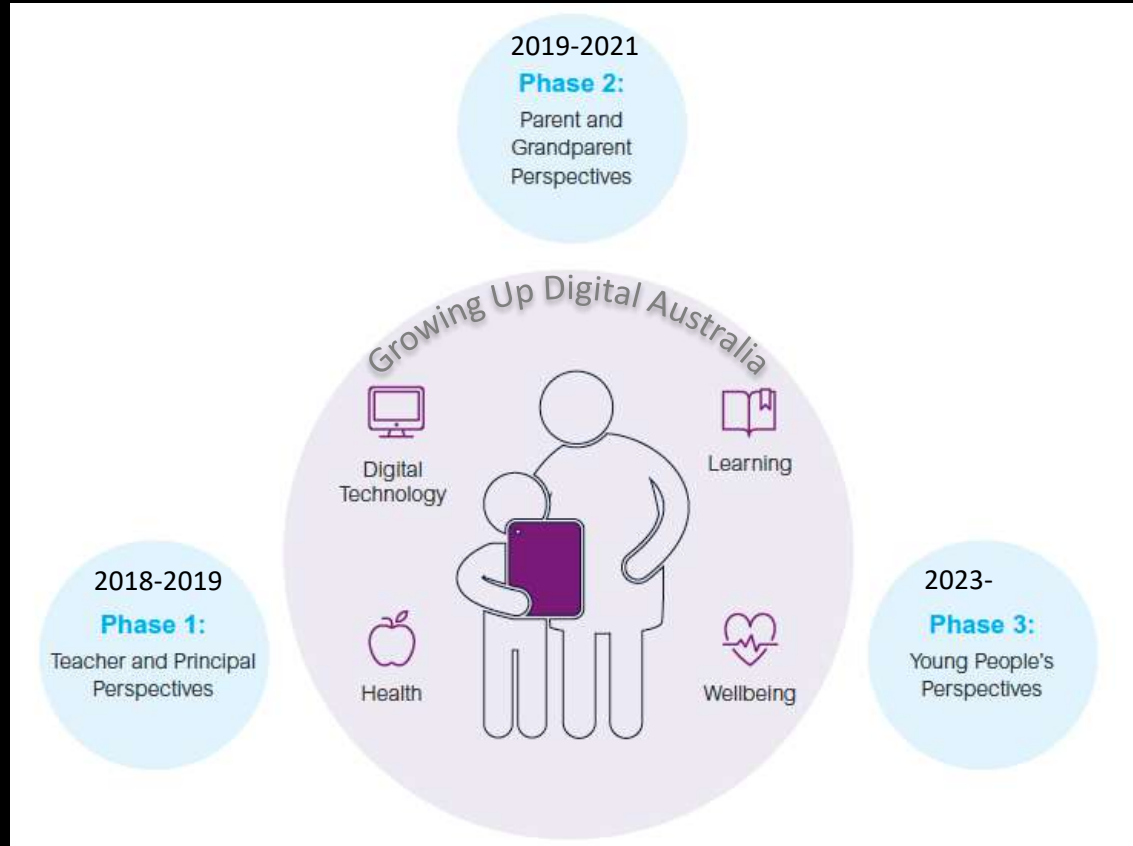 2019-2021
Phase 2:
Parent and
Grandparent
Perspectives
Growing Up Digital Australia
Digital
Technology
Learning
Health
Wellbeing
2018-2019
Phase 1:
Teacher and Principal
Perspectives
2023-
Phase 3:
Young People's
Perspectives